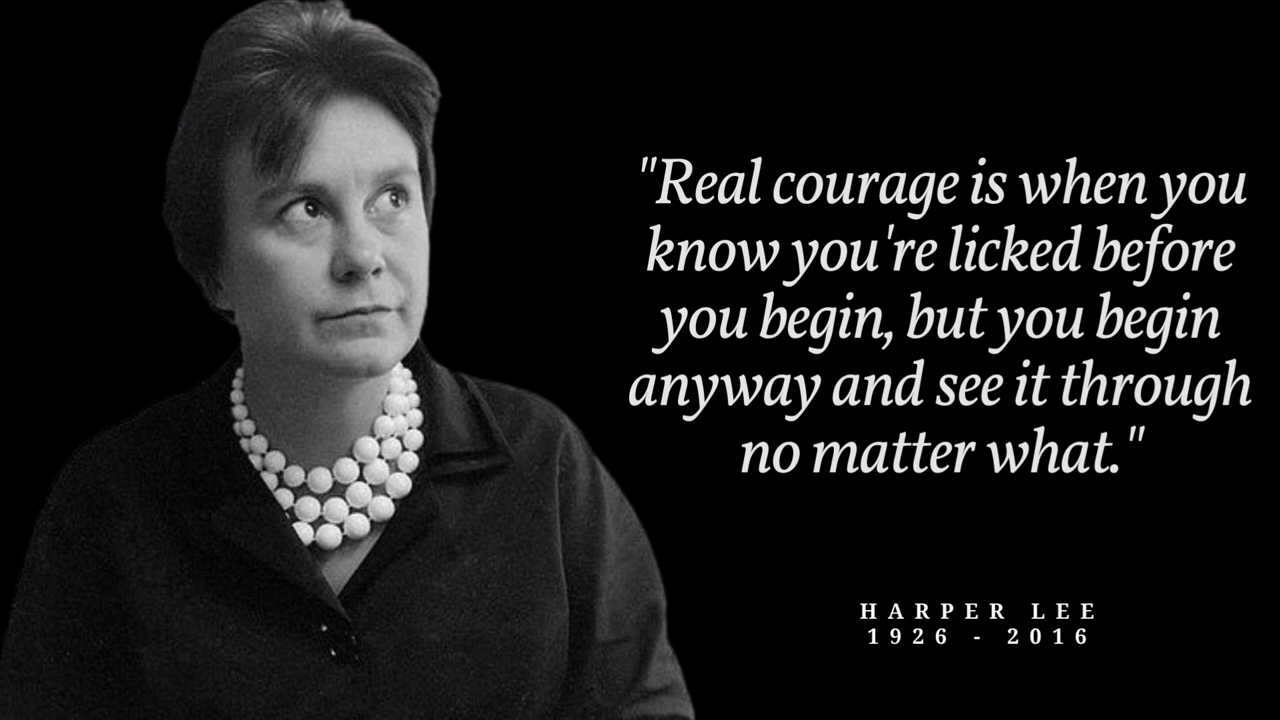 "Real courage is when you
know you're licked before
you begin, but you begin
anyway and see it through
no matter what."
HARPER LEE
1926 - 2016